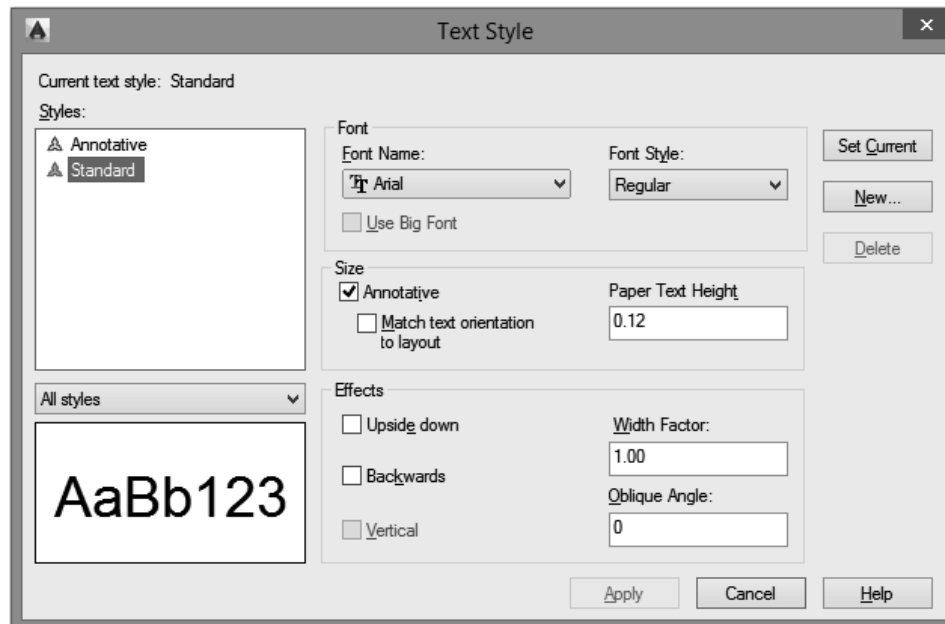 Text Style
Current text style: Standard
Styles:
Annotative
Standard
All styles
AaBb123
Font
Font Name:
Arial
Font Style:
Regular
Use Big Font
Size
Annotative
Match text orientation
to layout
Paper Text Height
0.12
Effects
Upside down
Backwards
Vertical
Width Factor:
1.00
Oblique Angle:
0
Set Current
New...
Delete
Apply
Cancel
Help